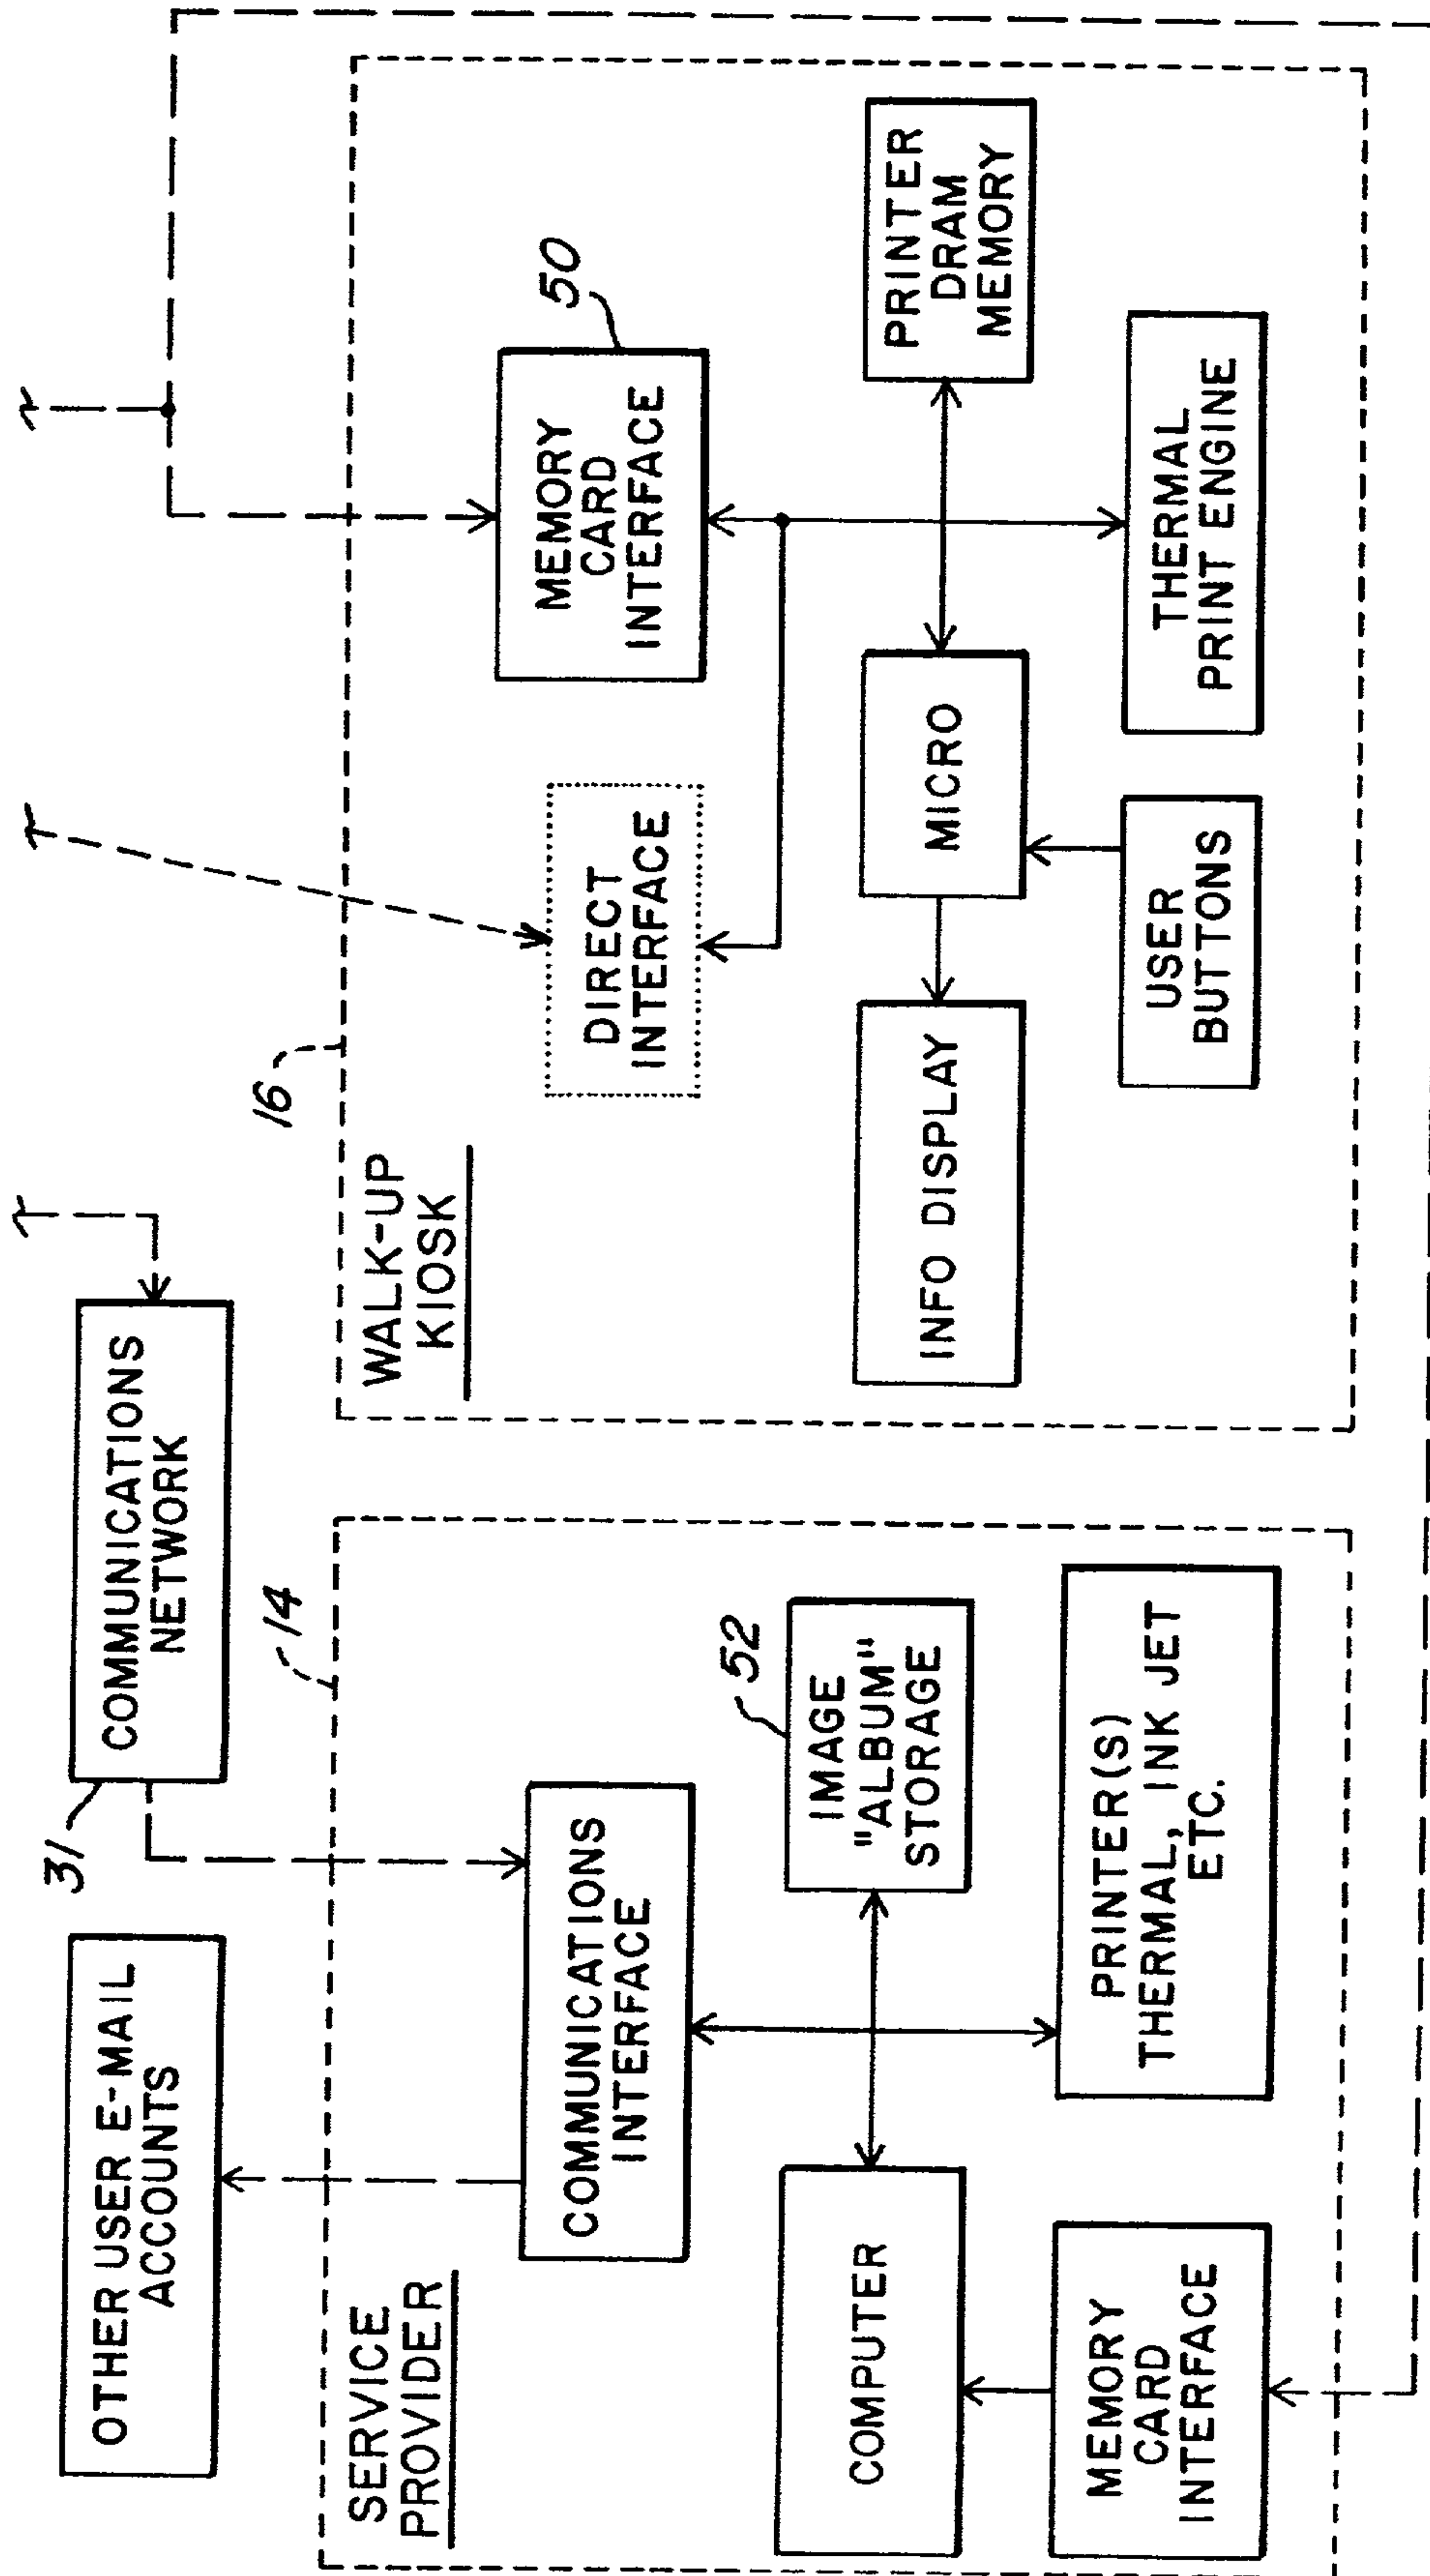 OTHER USER E-MAIL
ACCOUNTS
31
COMMUNICATIONS
NETWORK
SERVICE
PROVIDER
14
COMMUNICATIONS
INTERFACE
COMPUTER
52
IMAGE
"ALBUM"
STORAGE
MEMORY
CARD
INTERFACE
PRINTER(S)
THERMAL, INK JET
ETC.
WALK-UP
KIOSK
16
DIRECT
INTERFACE
MEMORY
CARD
INTERFACE
50
INFO DISPLAY
MICRO
PRINTER
DRAM
MEMORY
USER
BUTTONS
THERMAL
PRINT ENGINE